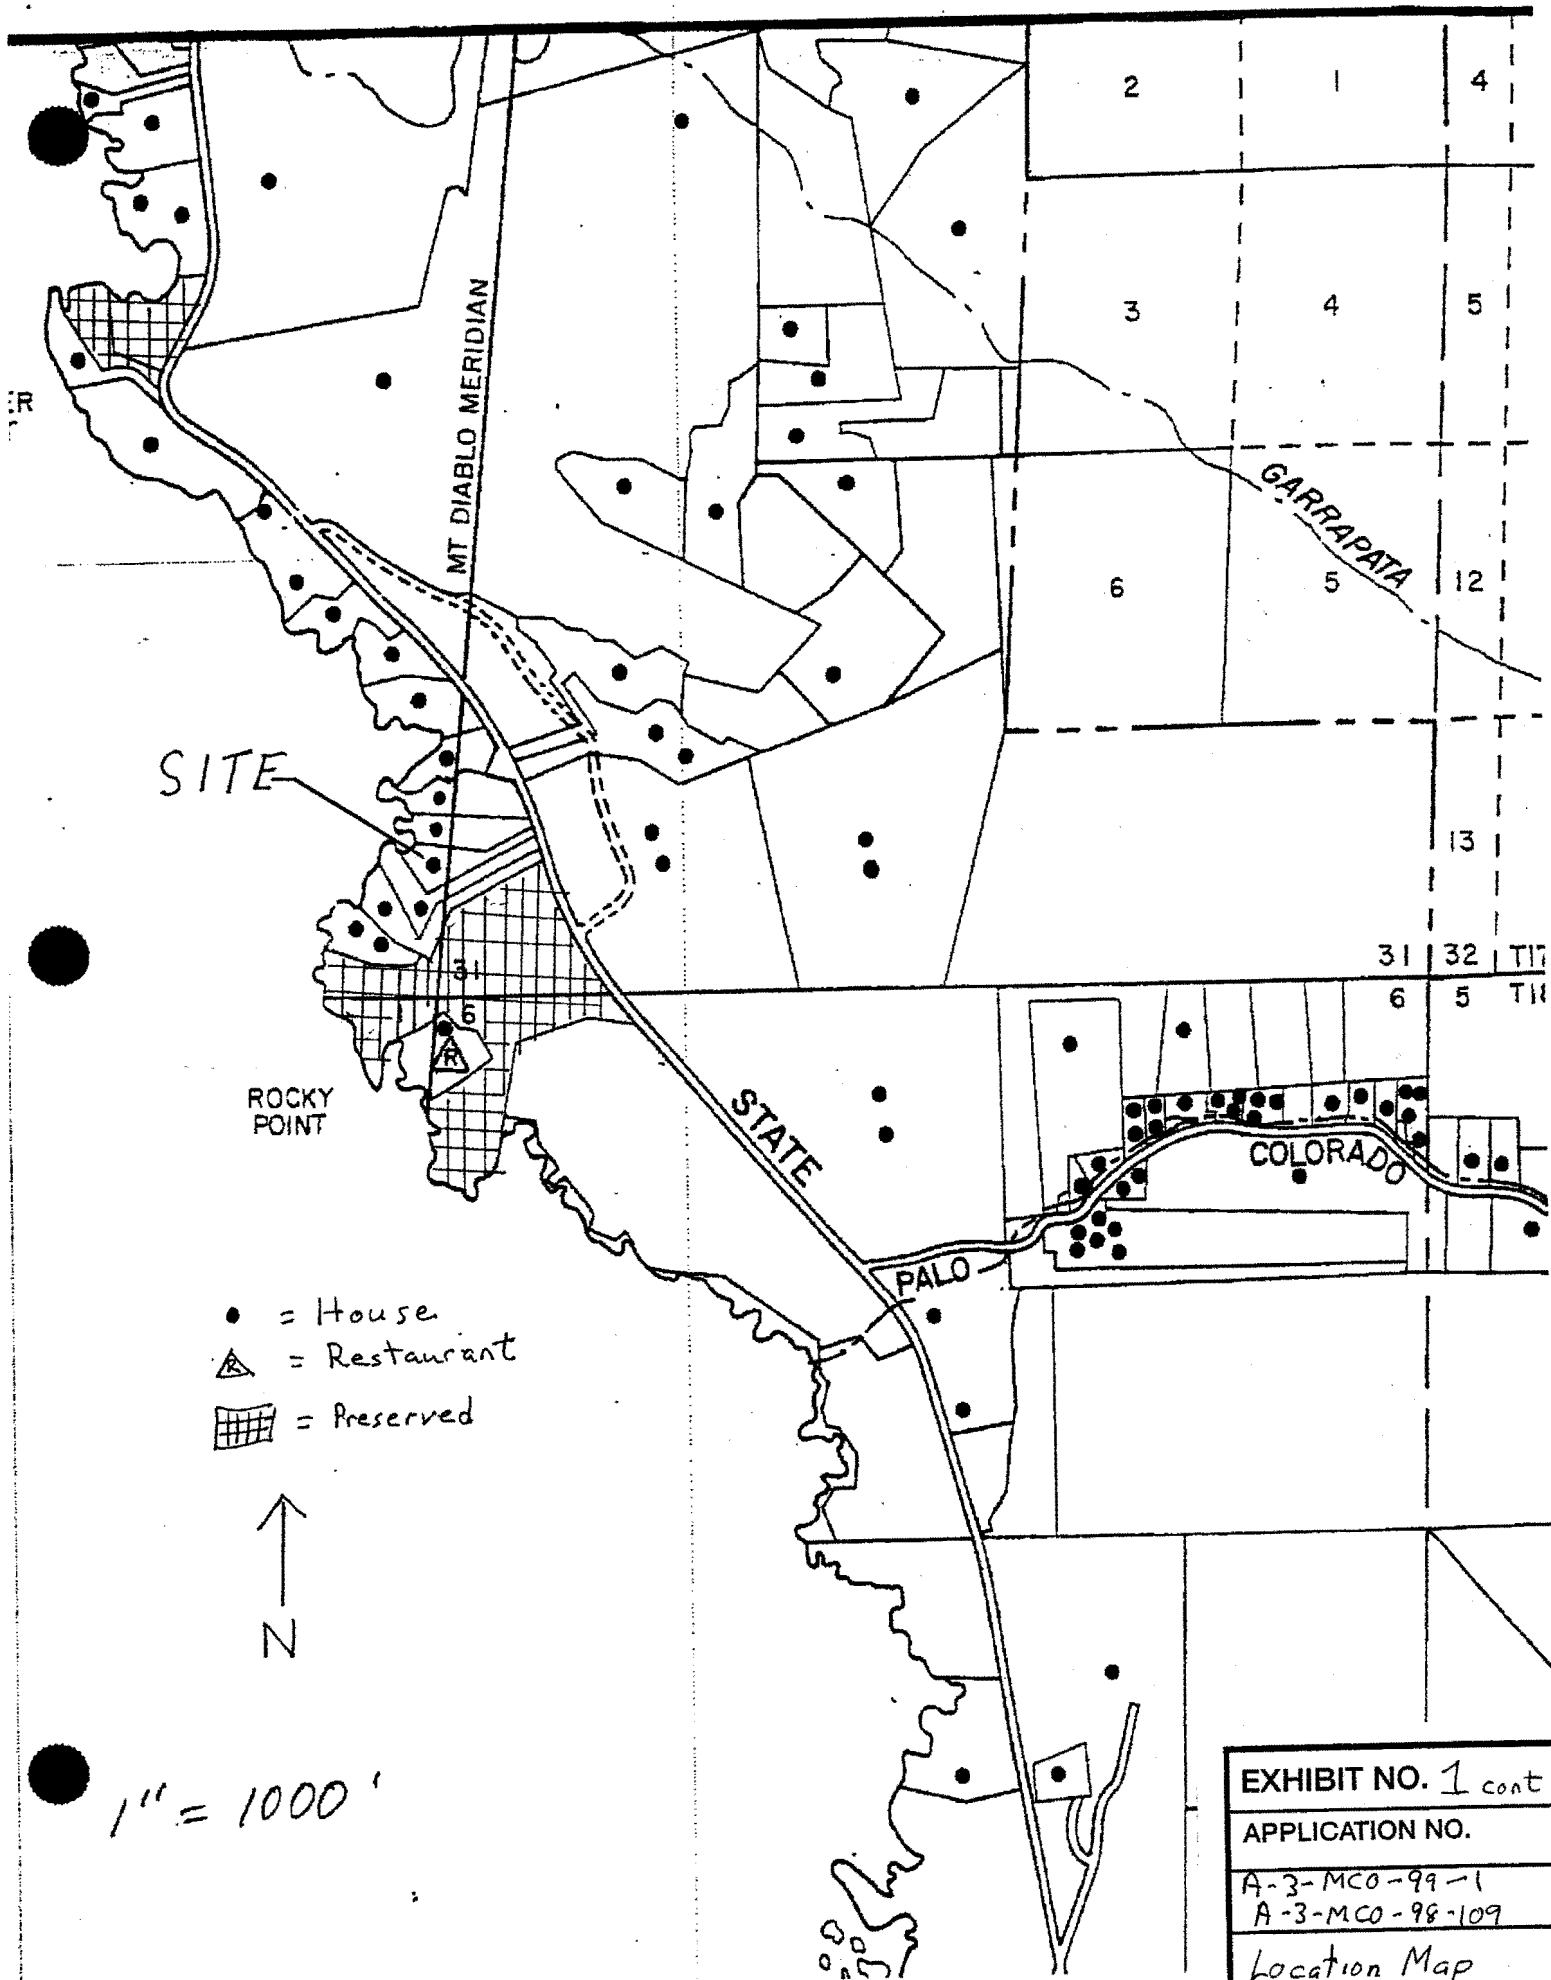 2
1
4
3
4
5
ER
MT DIABLO MERIDIAN
GARRAPATA
6
5
12
SITE
13
31
32
6
5
31
6
R
ROCKY
POINT
STATE
COLORADO
PALO
● = House
R = Restaurant
= Preserved
N
1" = 1000'
EXHIBIT NO. 1 cont
APPLICATION NO.
A-3-MCO-99-1
A-3-MCO-98-109
Location Map